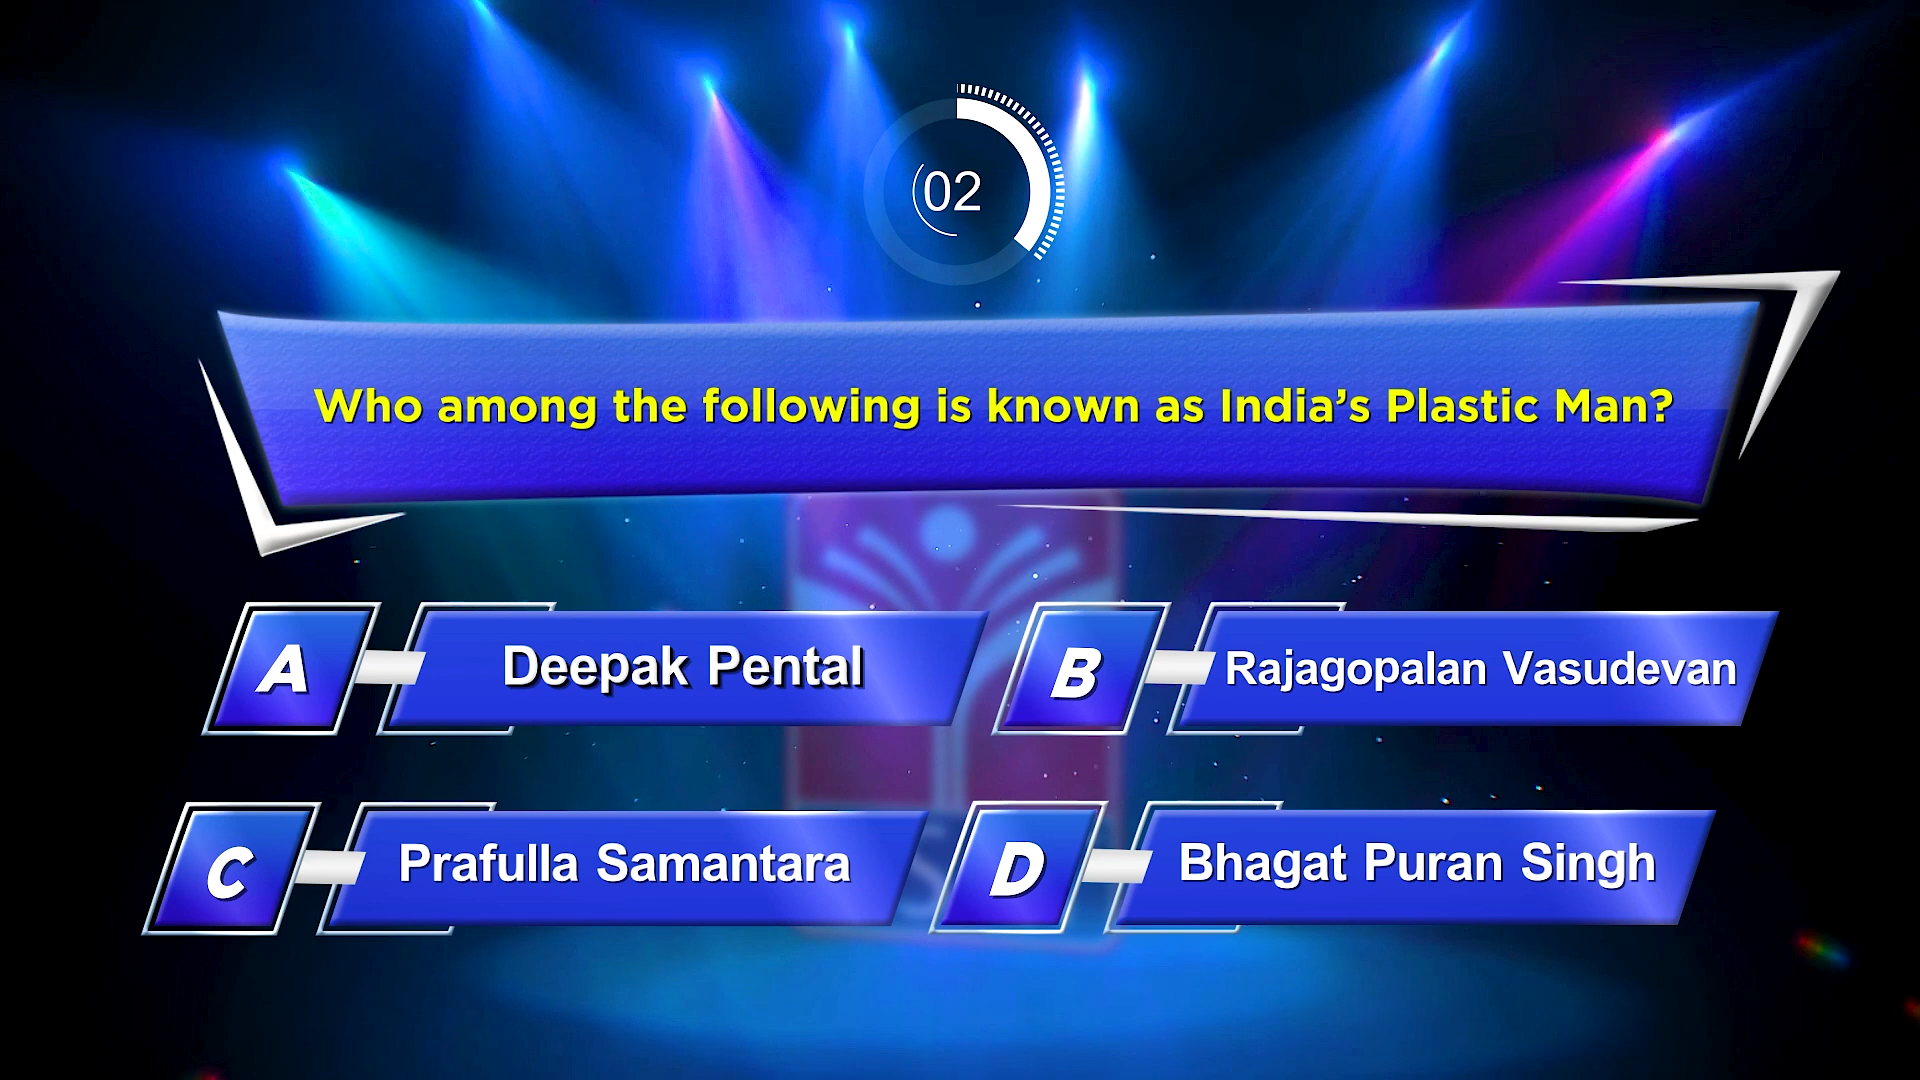 02
Who among the following is known as India’s Plastic Man?
A
Deepak Pental
B
Rajagopalan Vasudevan
C
Prafulla Samantara
D
Bhagat Puran Singh